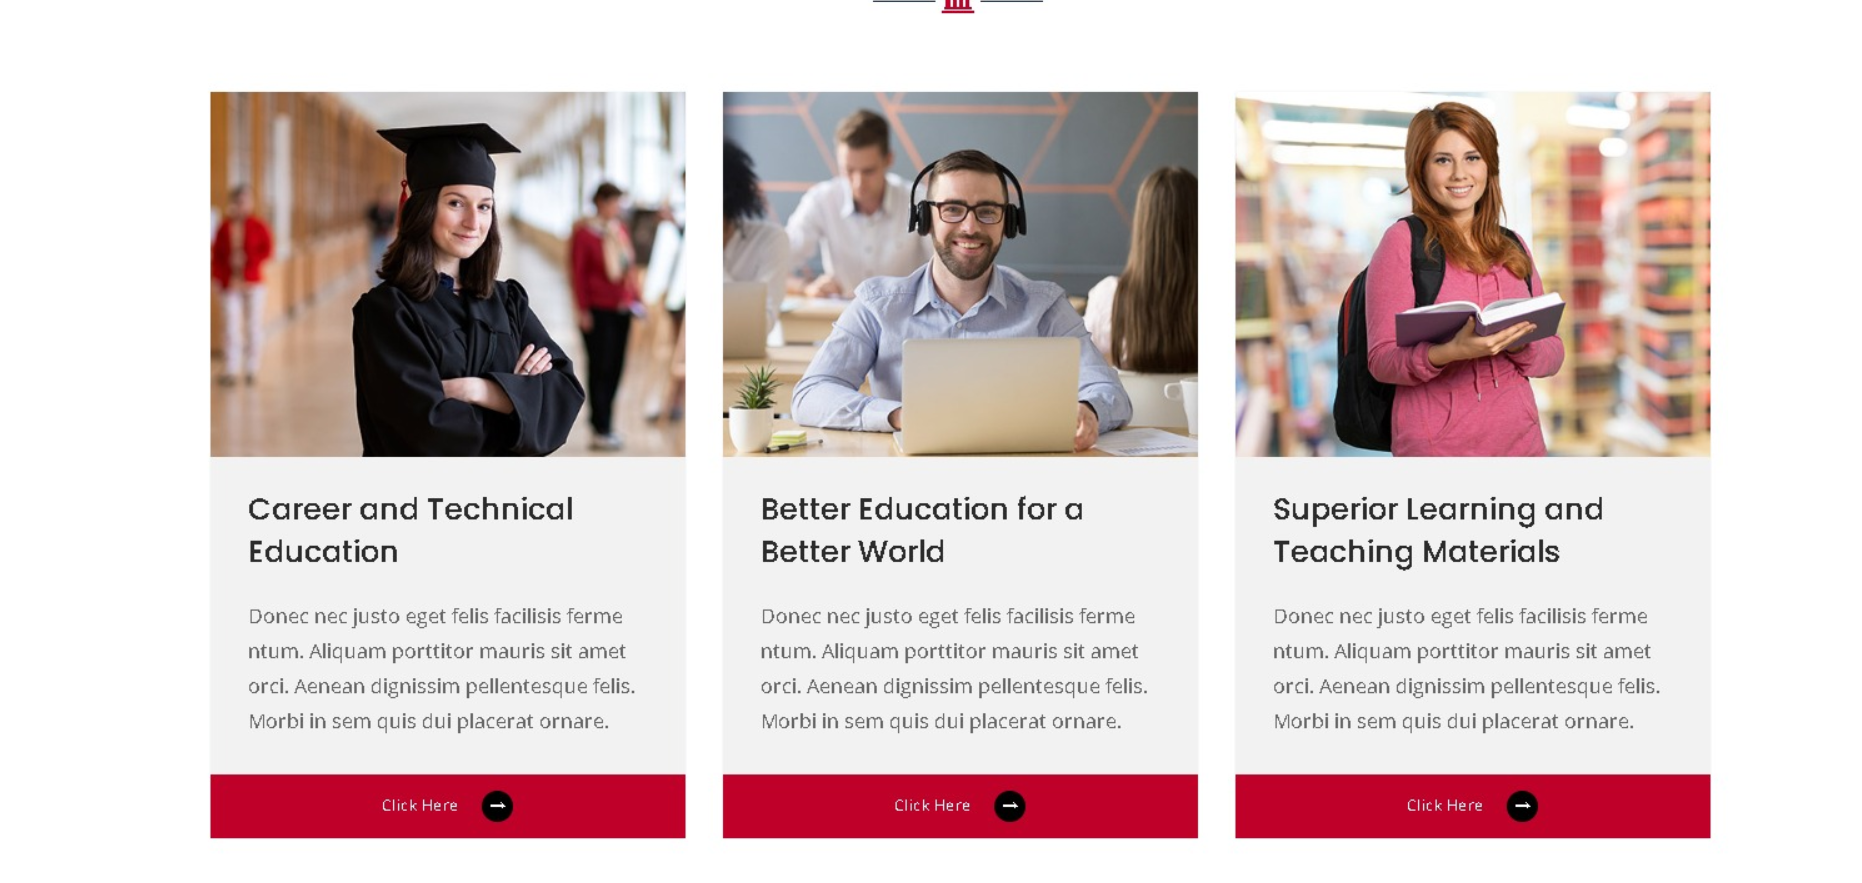 Career and Technical
Education
Donec nec justo eget felis facilisis ferme
ntum. Aliquam porttitor mauris sit amet
orci. Aenean dignissim pellentesque felis.
Morbi in sem quis dui placerat ornare.
Click Here
Better Education for a
Better World
Donec nec justo eget felis facilisis ferme
ntum. Aliquam porttitor mauris sit amet
orci. Aenean dignissim pellentesque felis.
Morbi in sem quis dui placerat ornare.
Click Here
Superior Learning and
Teaching Materials
Donec nec justo eget felis facilisis ferme
ntum. Aliquam porttitor mauris sit amet
orci. Aenean dignissim pellentesque felis.
Morbi in sem quis dui placerat ornare.
Click Here